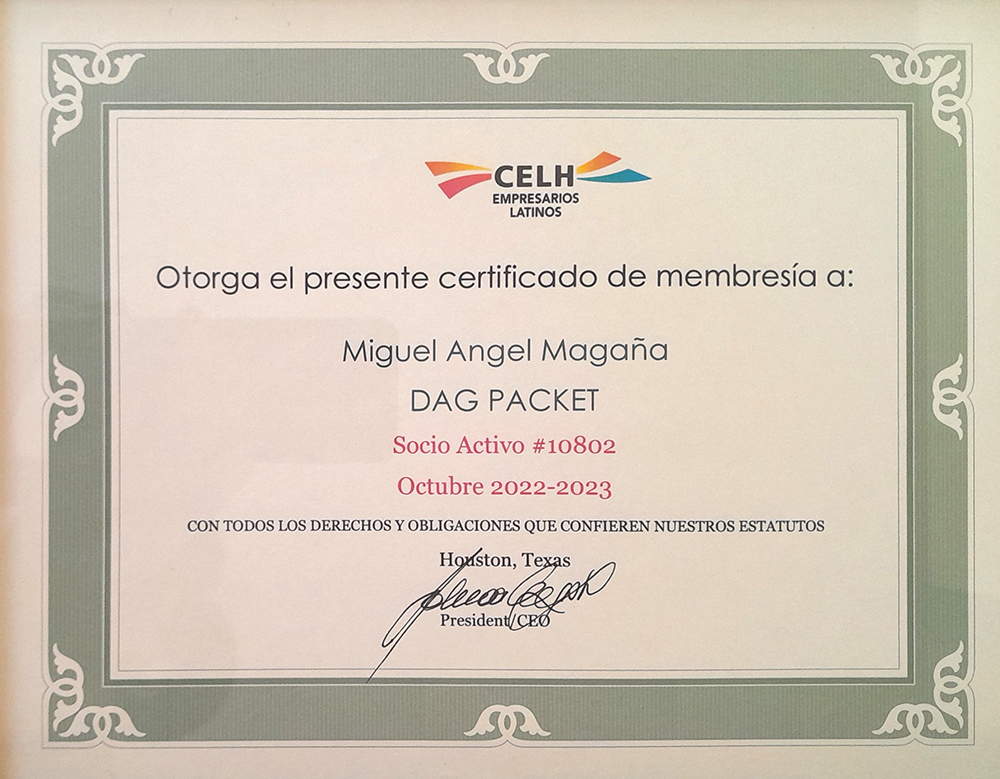 CELH
EMPRESARIOS
LATINOS
Otorga el presente certificado de membresía a:
Miguel Angel Magaña
DAG PACKET
Socio Activo #10802
Octubre 2022-2023
CON TODOS LOS DERECHOS Y OBLIGACIONES QUE CONFIEREN NUESTROS ESTATUTOS
Houston, Texas
President/CEO